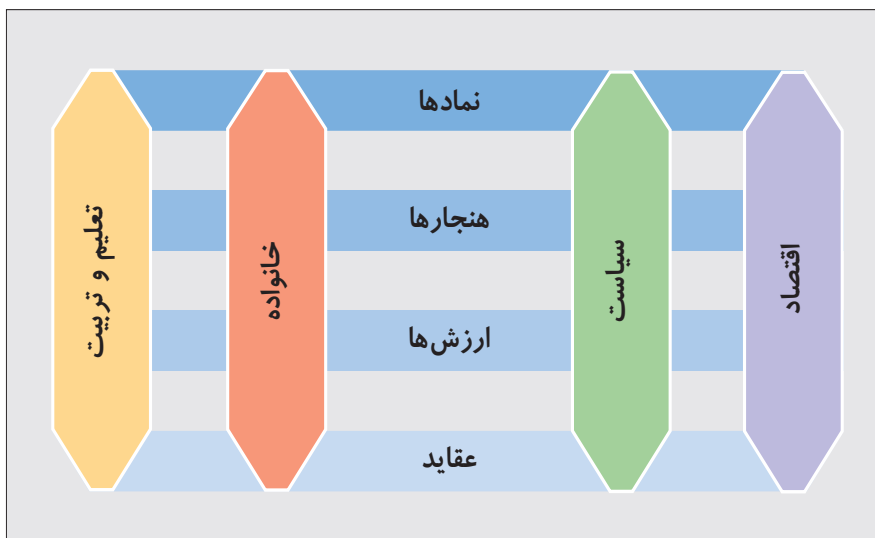 نمادها
هنجارها
ارزش‌ها
عقاید
اقتصاد
سیاست
خانواده
تعلیم و تربیت